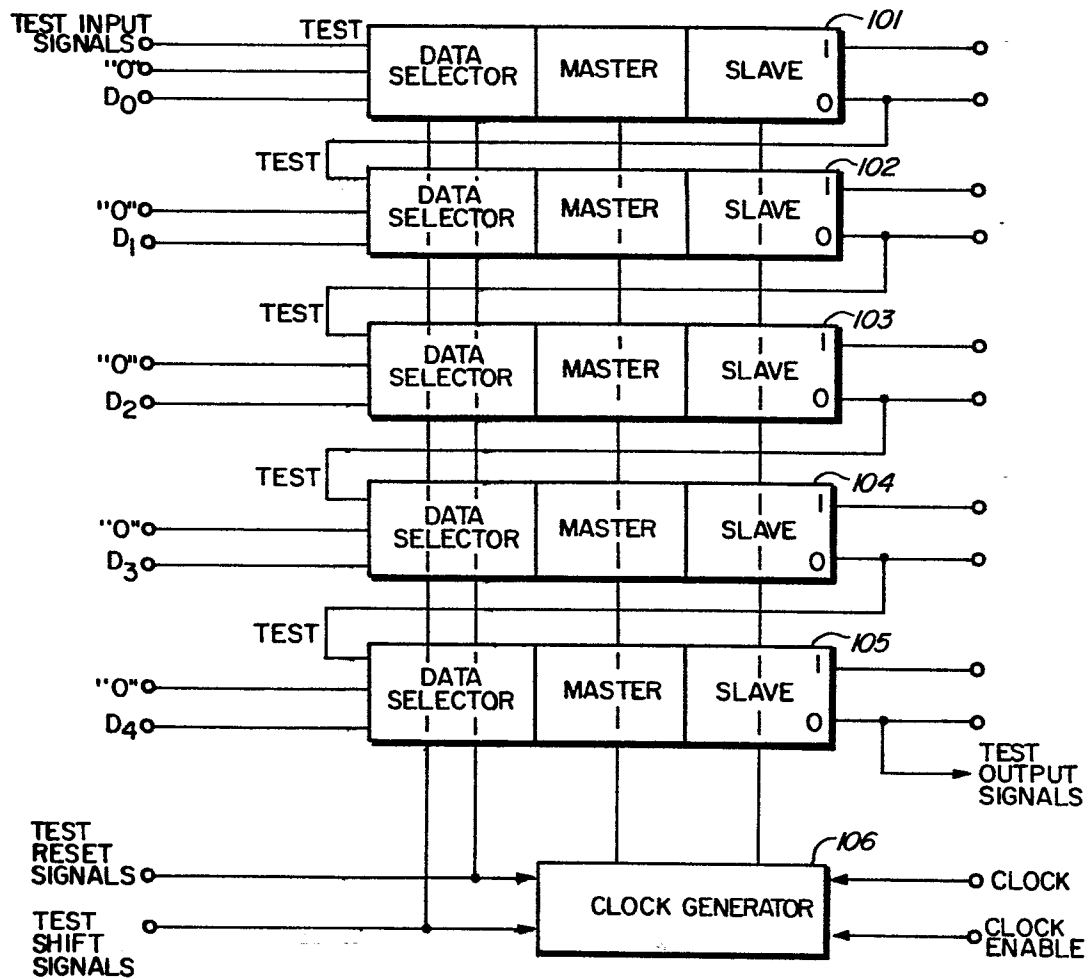 TEST INPUT
SIGNALS
TEST
101
"0"
D0
DATA
SELECTOR
MASTER
SLAVE
1
0
TEST
102
"0"
D1
DATA
SELECTOR
MASTER
SLAVE
1
0
TEST
103
"0"
D2
DATA
SELECTOR
MASTER
SLAVE
1
0
TEST
104
"0"
D3
DATA
SELECTOR
MASTER
SLAVE
1
0
TEST
105
"0"
D4
DATA
SELECTOR
MASTER
SLAVE
1
0
TEST
OUTPUT
SIGNALS
TEST
RESET
SIGNALS
106
CLOCK GENERATOR
CLOCK
TEST
SHIFT
SIGNALS
CLOCK
ENABLE